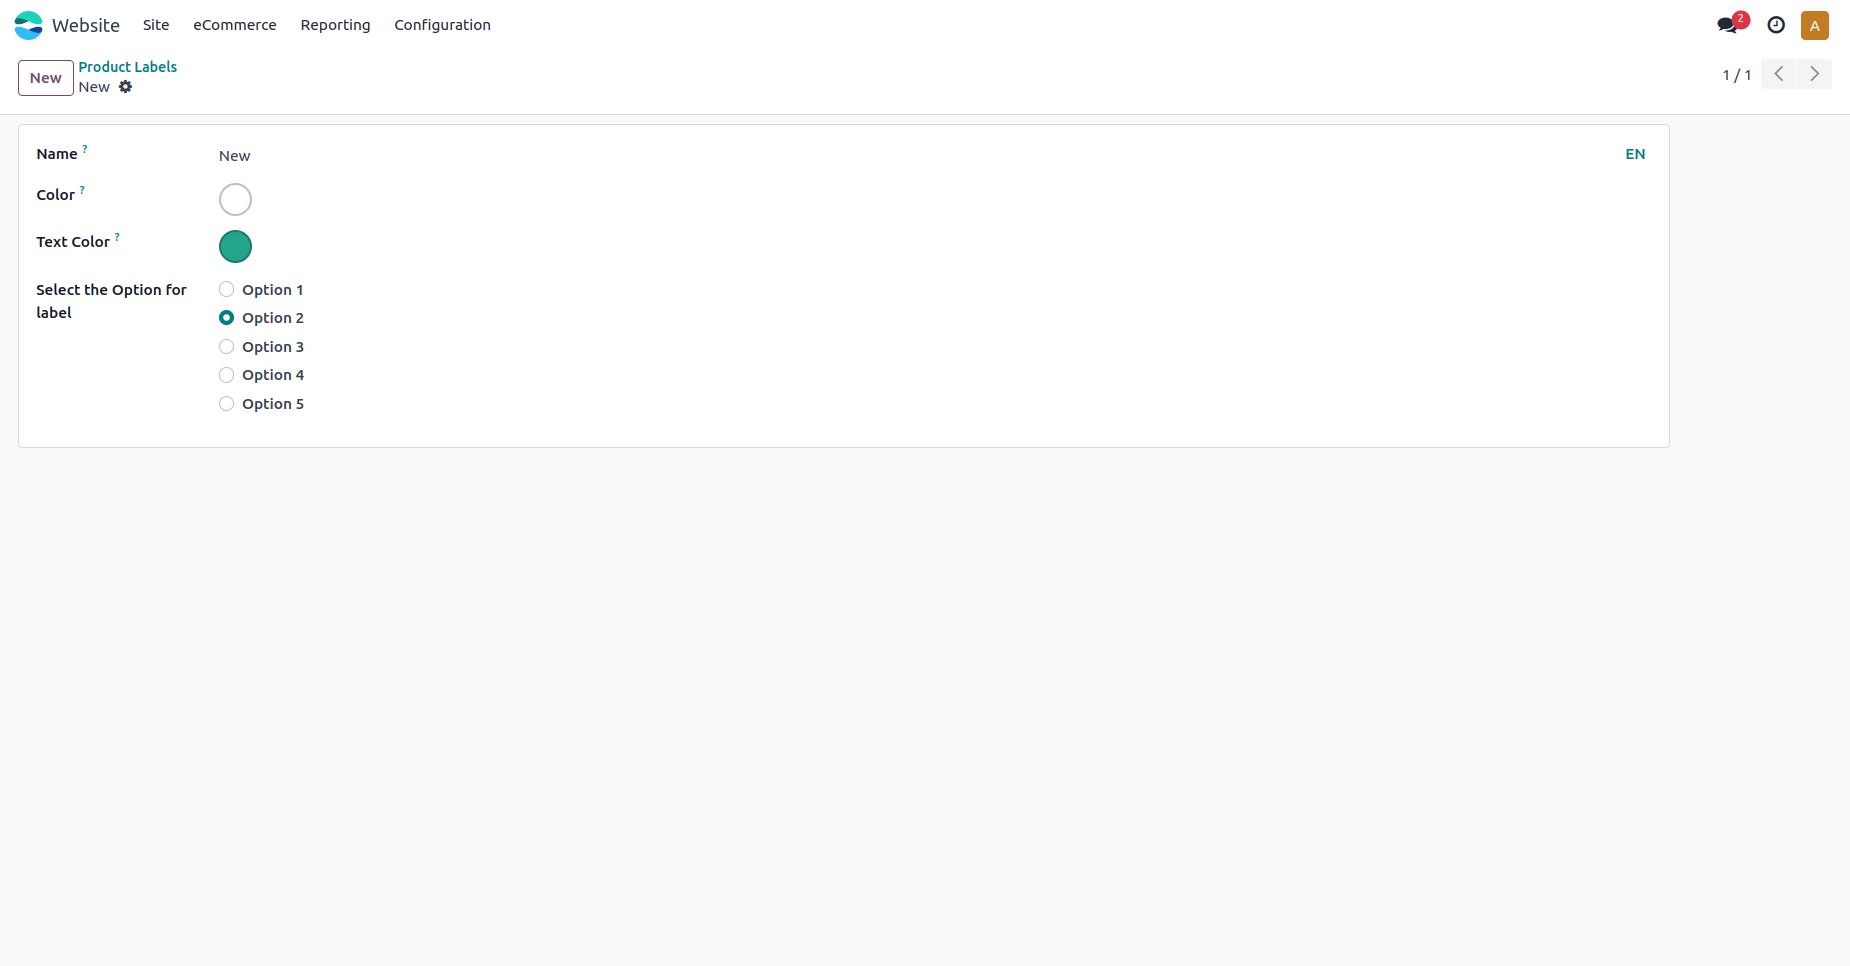 Website Site eCommerce Reporting Configuration 2 A
New Product Labels
New 1 / 1
Name ? New EN
Color ?
Text Color ?
Select the Option for label
Option 1
Option 2
Option 3
Option 4
Option 5